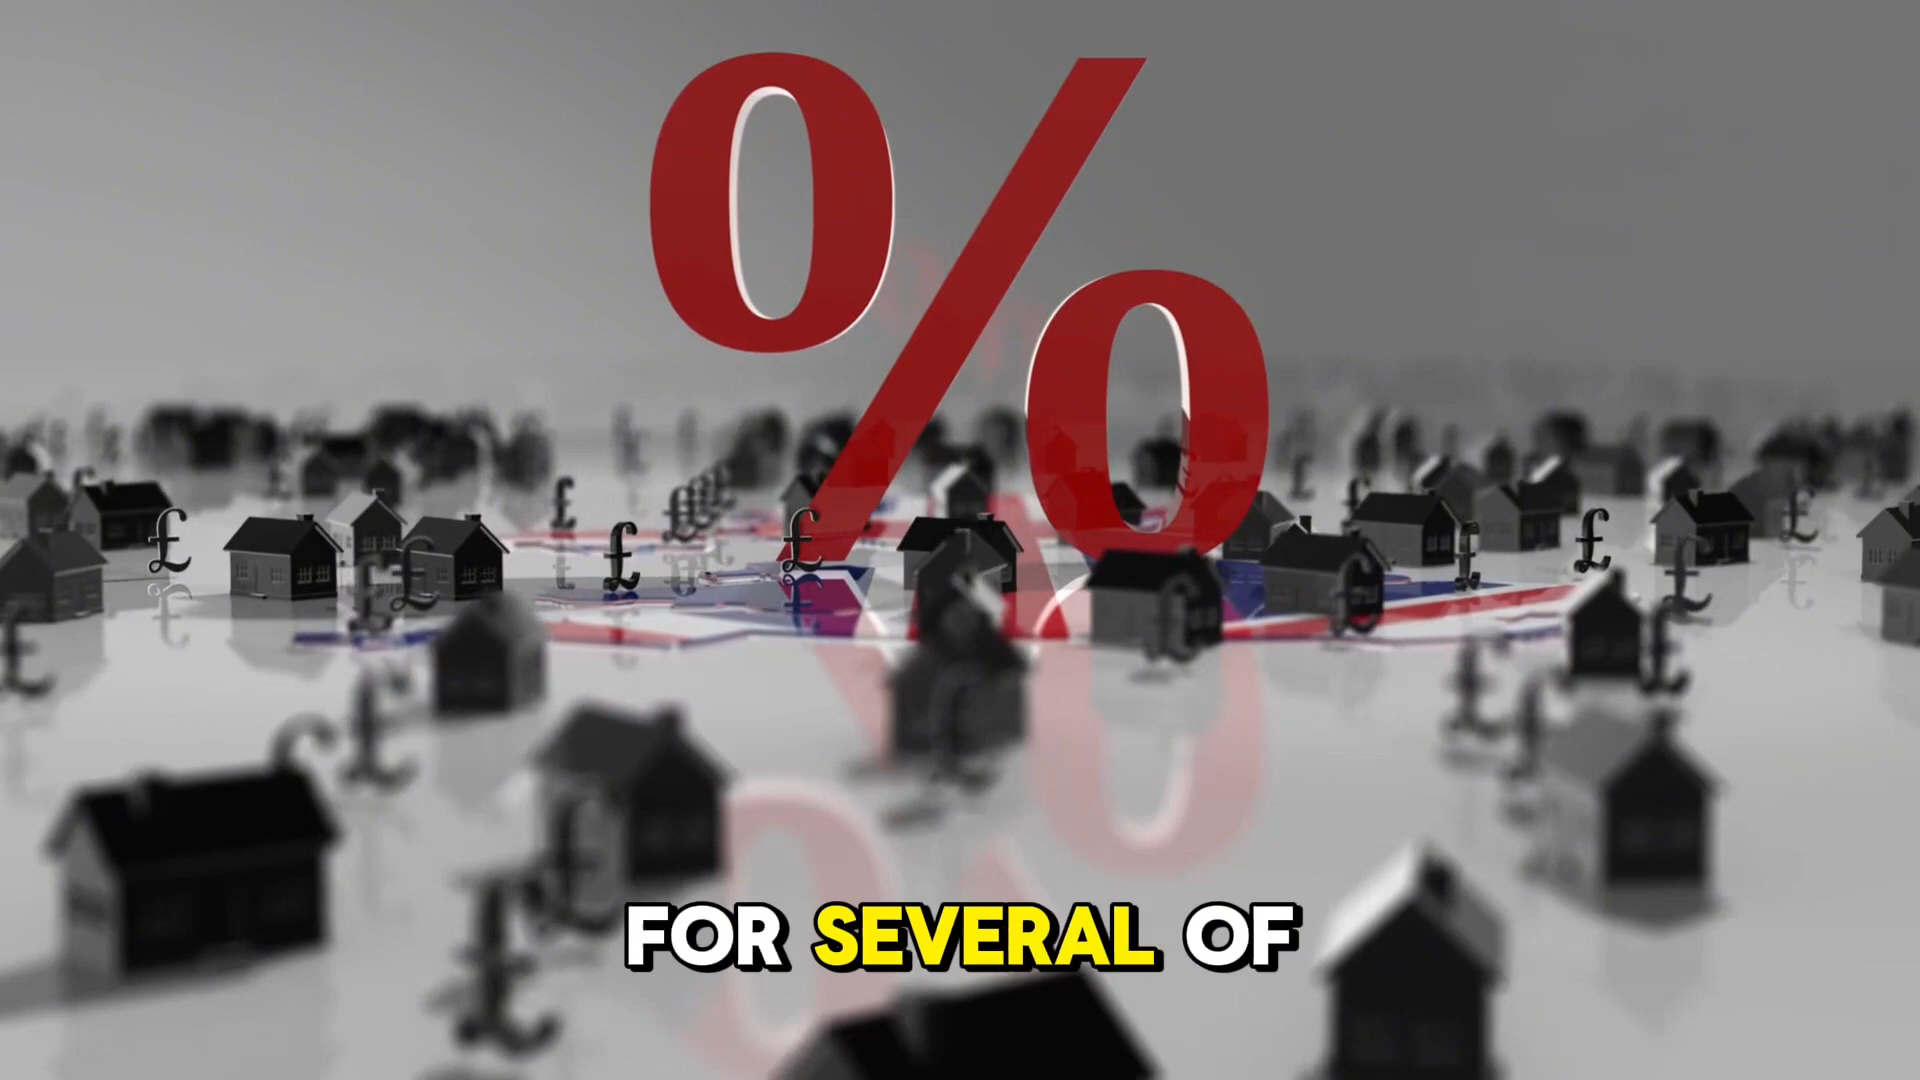 %
£ £ £ £ £ £ £
FOR SEVERAL OF